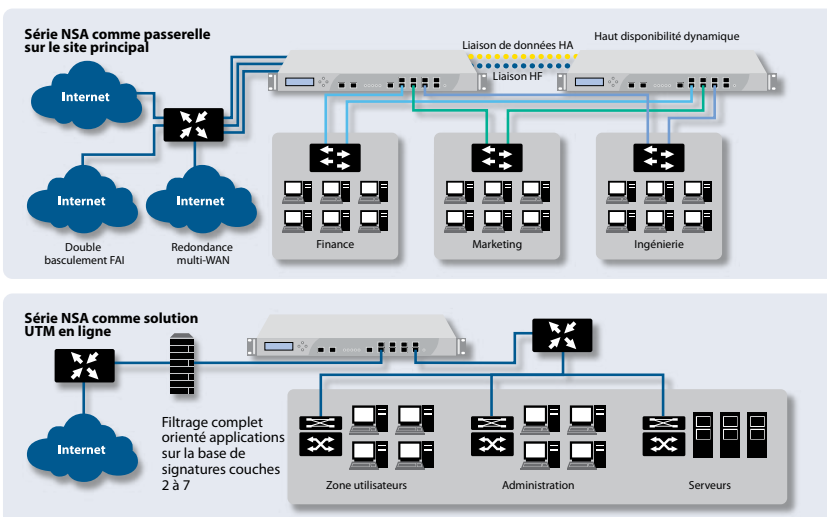 Série NSA comme passerelle
sur le site principal
Internet
Internet
Internet
Double
basculement FAI
Redondance
multi-WAN
Liaison de données HA
Liaison HF
Haut disponibilité dynamique
Finance
Marketing
Ingénierie
Série NSA comme solution
UTM en ligne
Internet
Filtrage complet
orienté applications
sur la base de
signatures couches
2 à 7
Zone utilisateurs
Administration
Serveurs